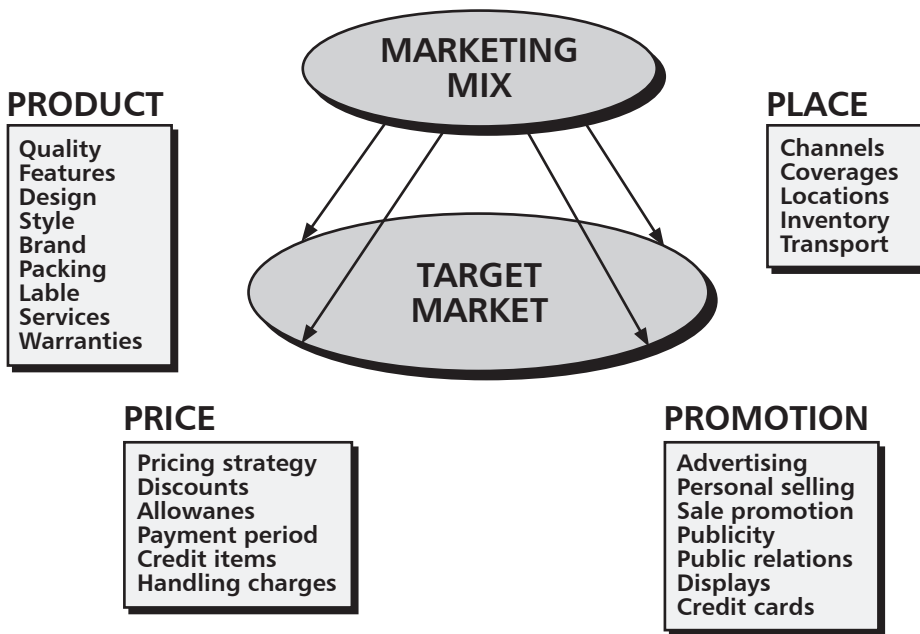 MARKETING
MIX
PRODUCT
Quality
Features
Design
Style
Brand
Packing
Lable
Services
Warranties
PLACE
Channels
Coverages
Locations
Inventory
Transport
TARGET
MARKET
PRICE
Pricing strategy
Discounts
Allowanes
Payment period
Credit items
Handling charges
PROMOTION
Advertising
Personal selling
Sale promotion
Publicity
Public relations
Displays
Credit cards